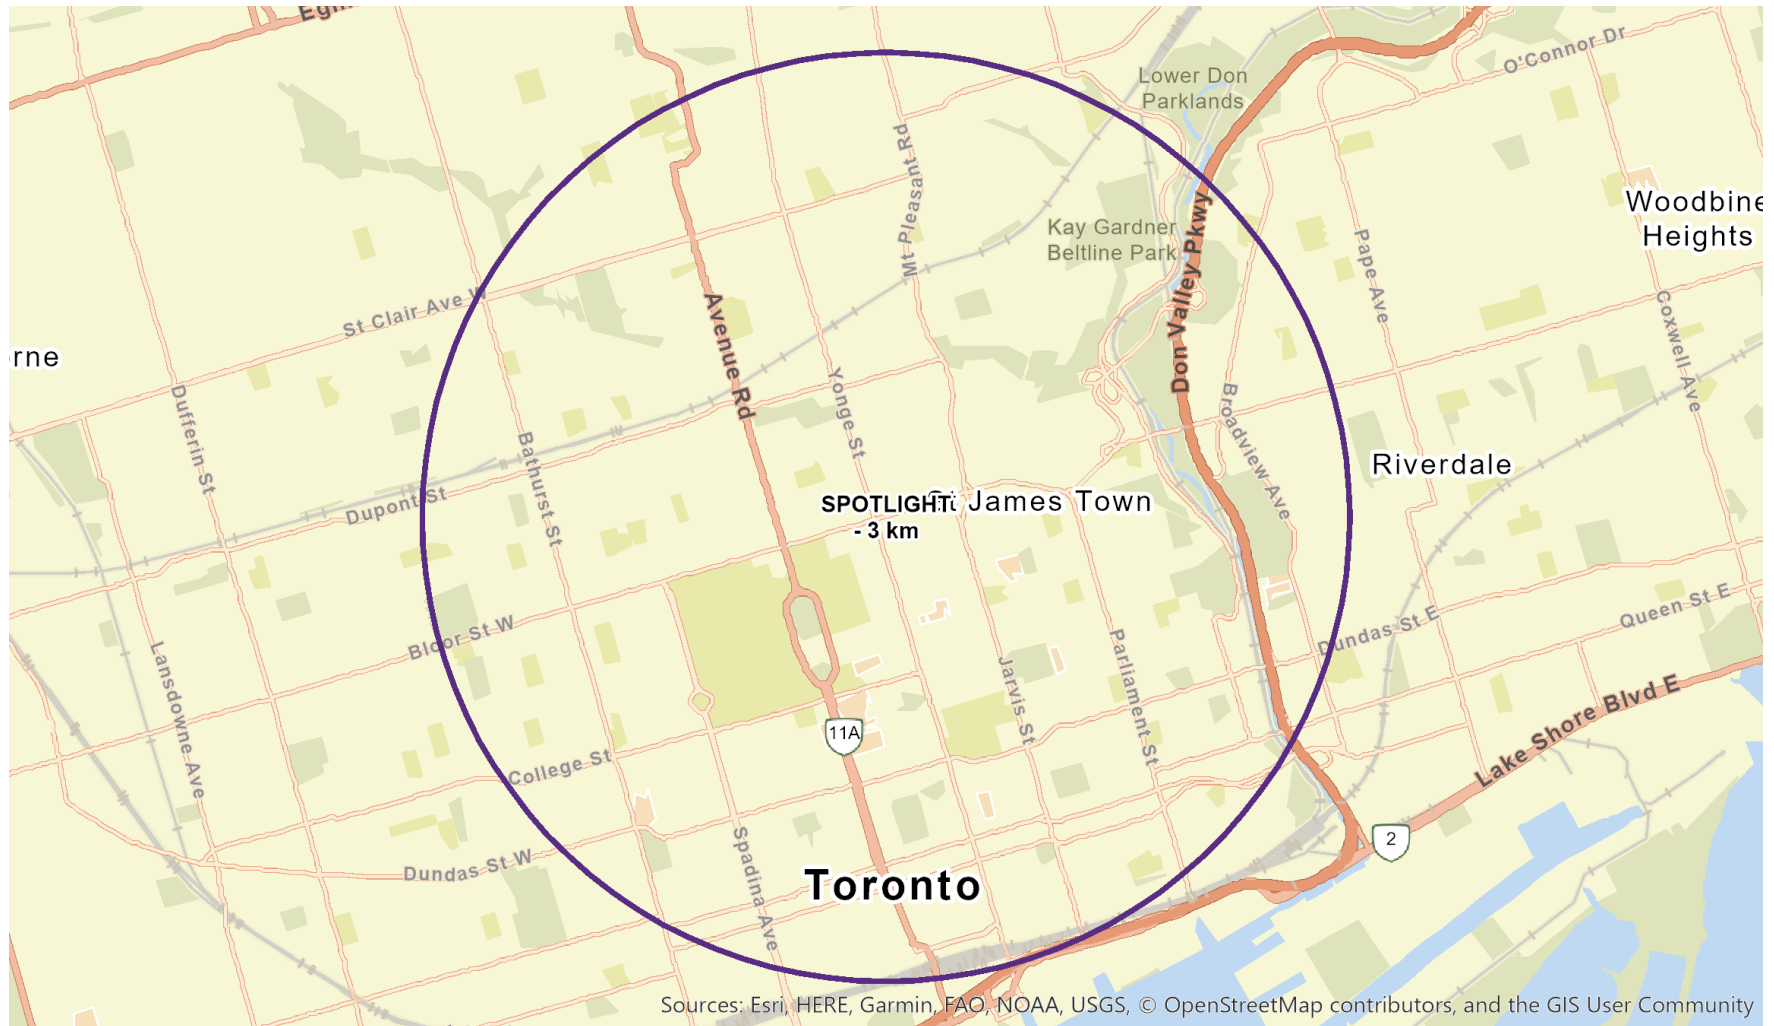 O'Connor Dr
Lower Don
Parklands
Mt Pleasant Rd
Woodbine
Heights
Kay Gardner
Beltline Park
Don Valley Pkwy
Pape Ave
St Clair Ave W
Avenue Rd
Coxwell Ave
rne
Yonge St
Dufferin St
Broadview Ave
Bathurst St
Riverdale
Dupont St
SPOTLIGHT
- 3 km
James Town
Bloor St W
Queen St E
Dundas St E
Lansdowne Ave
Parliament St
Jarvis St
Lake Shore Blvd E
11A
College St
Spadina Ave
2
Dundas St W
Toronto
Sources: Esri, HERE, Garmin, FAO, NOAA, USGS, © OpenStreetMap contributors, and the GIS User Community